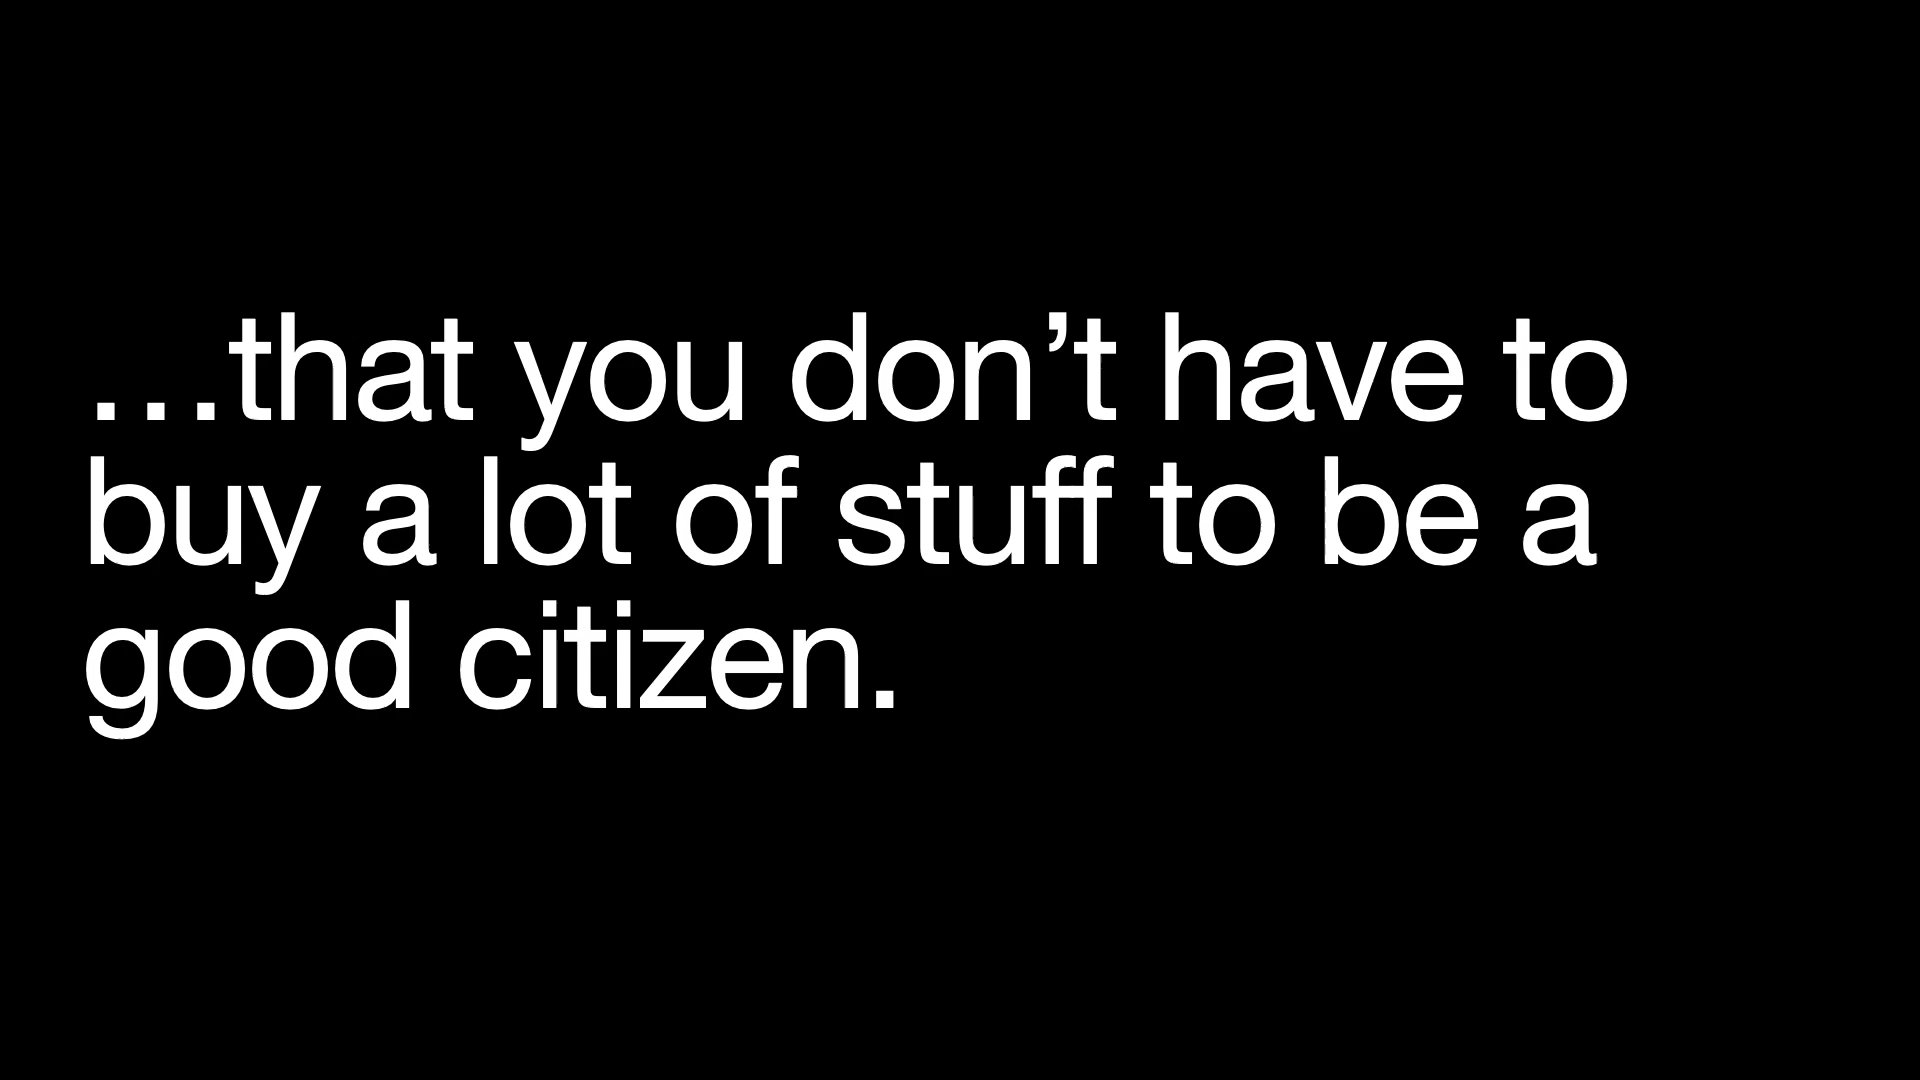 …that you don’t have to
buy a lot of stuff to be a
good citizen.